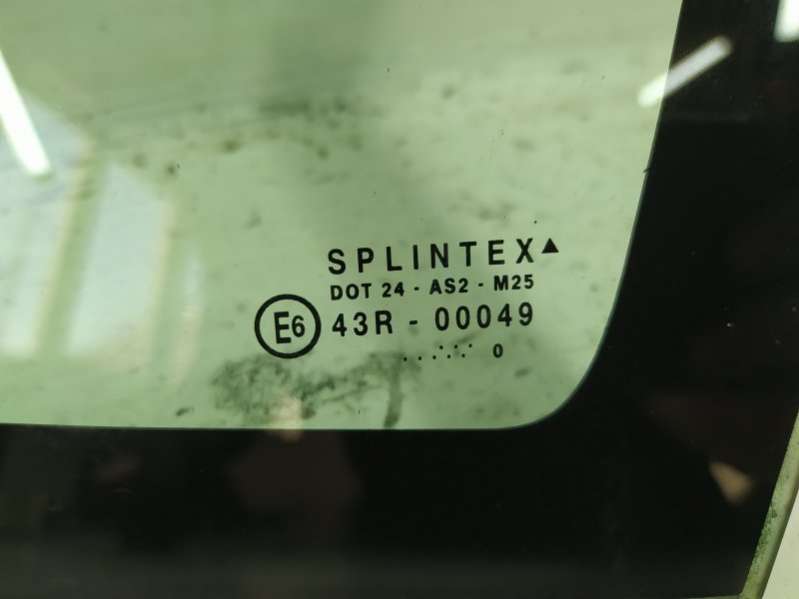 SPLINTEX▲
DOT 24 - AS2 - M25
E6 43R - 00049
0